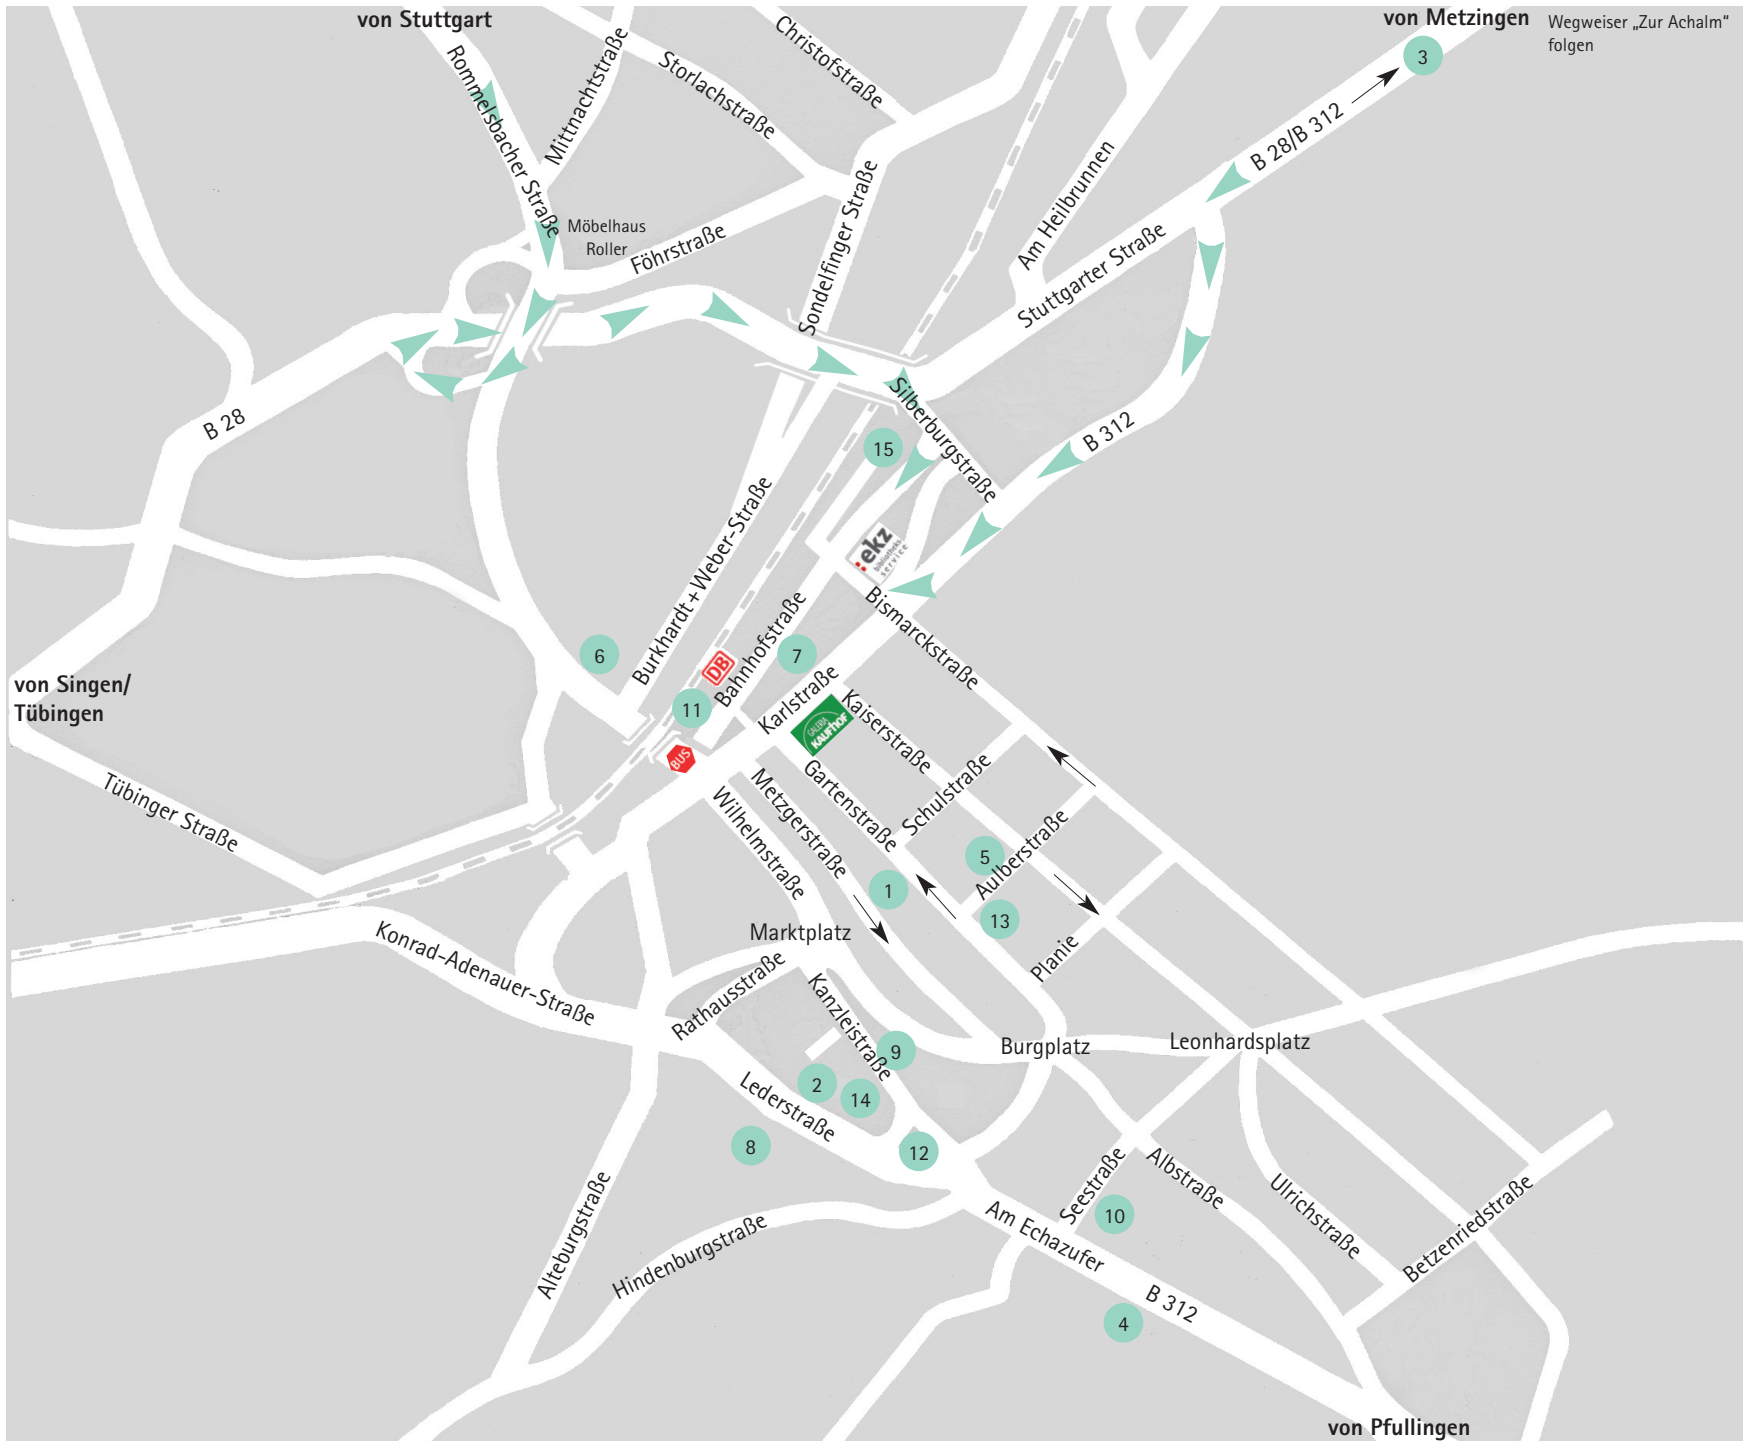 von Stuttgart
von Metzingen
Wegweiser „Zur Achalm“
folgen
3
Rommelsbacher Straße
Mittnachtstraße
Storlachstraße
Christofstraße
B 28/B 312
Möbelhaus
Roller
Föhrstraße
Sondelfinger Straße
Am Heilbrunnen
Stuttgarter Straße
B 28
Silberburgstraße
B 312
15
:ekz
bibliotheks
service
Burkhardt+Weber-Straße
Bahnhofstraße
Bismarckstraße
6
7
DB
11
Karlstraße
GALERIA
KAUFHOF
Kaiserstraße
BUS
von Singen/
Tübingen
Tübinger Straße
Wilhelmstraße
Metzgerstraße
Gartenstraße
Schulstraße
5
Aulberstraße
1
13
Marktplatz
Planie
Konrad-Adenauer-Straße
Rathausstraße
Kanzleistraße
9
Burgplatz
Leonhardsplatz
2
14
Lederstraße
8
12
Seestraße
Albstraße
Ulrichstraße
Betzenriedstraße
10
Alteburgstraße
Hindenburgstraße
Am Echazufer
B 312
4
von Pfullingen